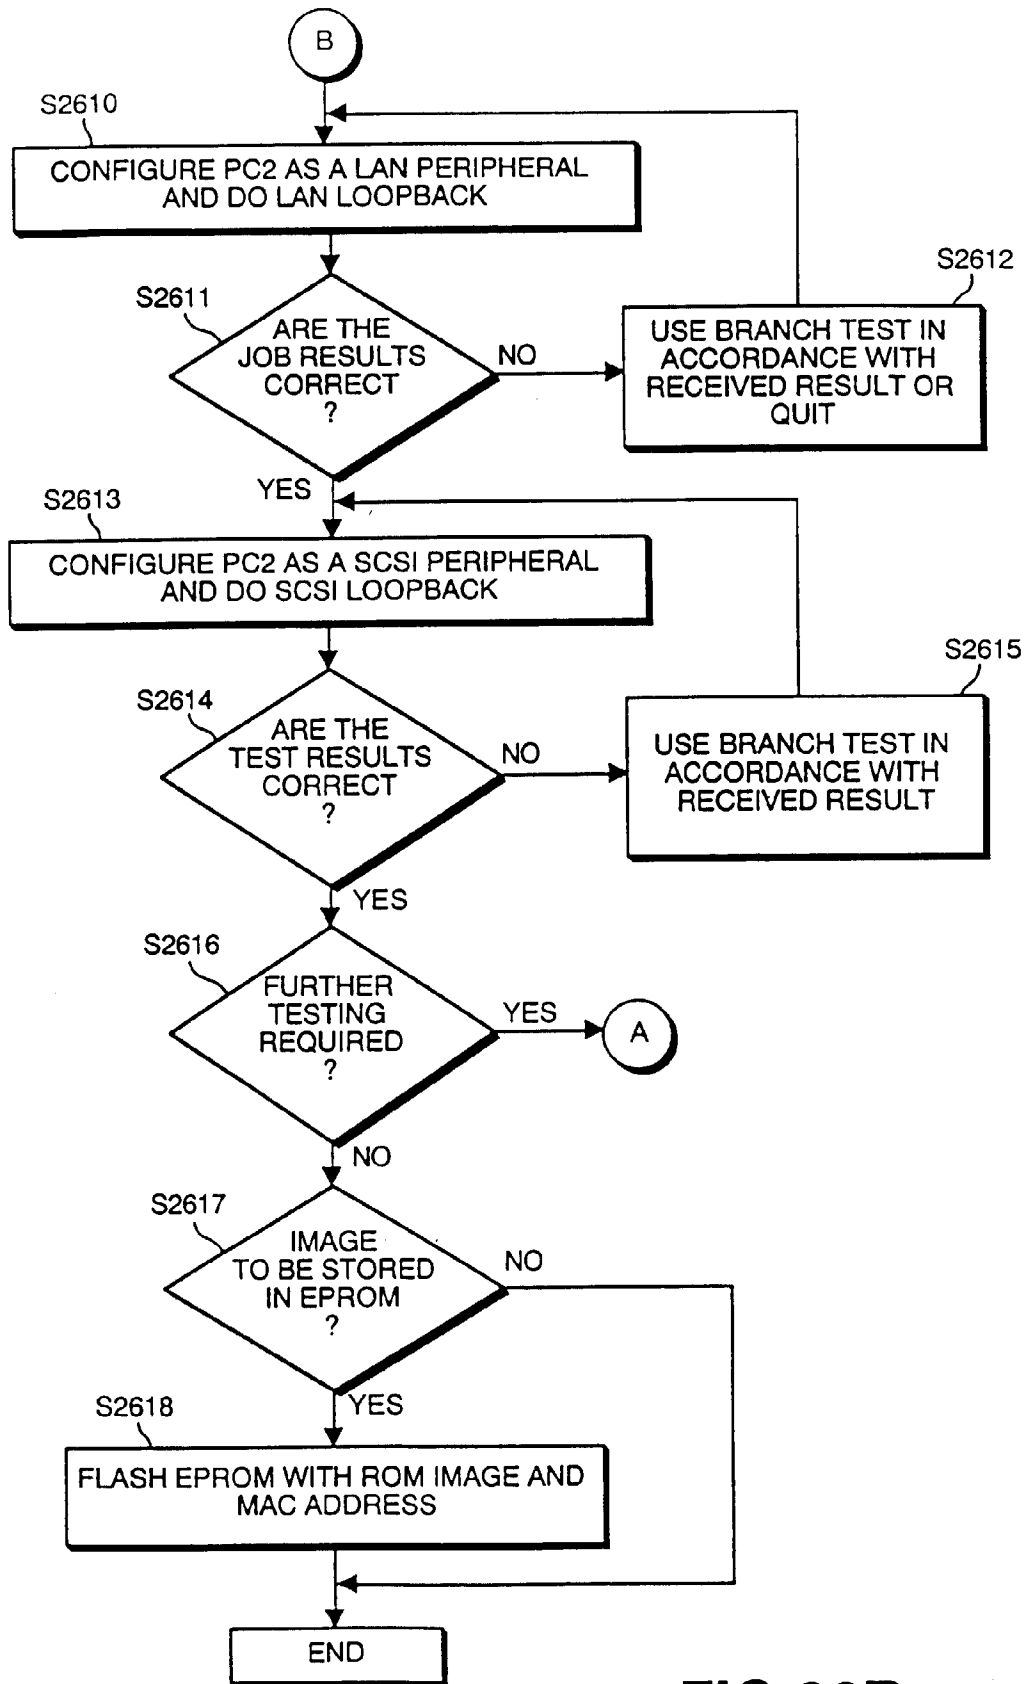 B
S2610
CONFIGURE PC2 AS A LAN PERIPHERAL
AND DO LAN LOOPBACK
S2611
ARE THE
JOB RESULTS
CORRECT
?
NO
S2612
USE BRANCH TEST IN
ACCORDANCE WITH
RECEIVED RESULT OR
QUIT
YES
S2613
CONFIGURE PC2 AS A SCSI PERIPHERAL
AND DO SCSI LOOPBACK
S2614
ARE THE
TEST RESULTS
CORRECT
?
NO
S2615
USE BRANCH TEST IN
ACCORDANCE WITH
RECEIVED RESULT
YES
S2616
FURTHER
TESTING
REQUIRED
?
YES
A
NO
S2617
IMAGE
TO BE STORED
IN EPROM
?
NO
YES
S2618
FLASH EPROM WITH ROM IMAGE AND
MAC ADDRESS
END